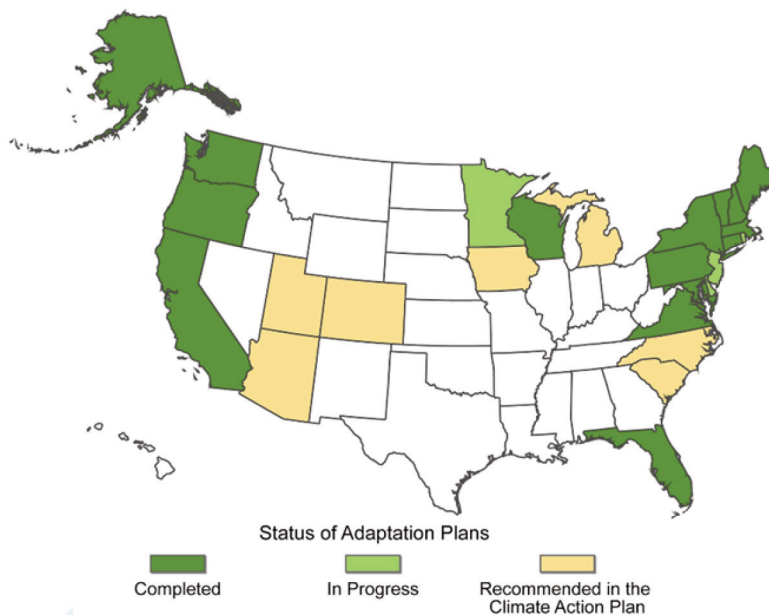 Status of Adaptation Plans
Completed
In Progress
Recommended in the
Climate Action Plan